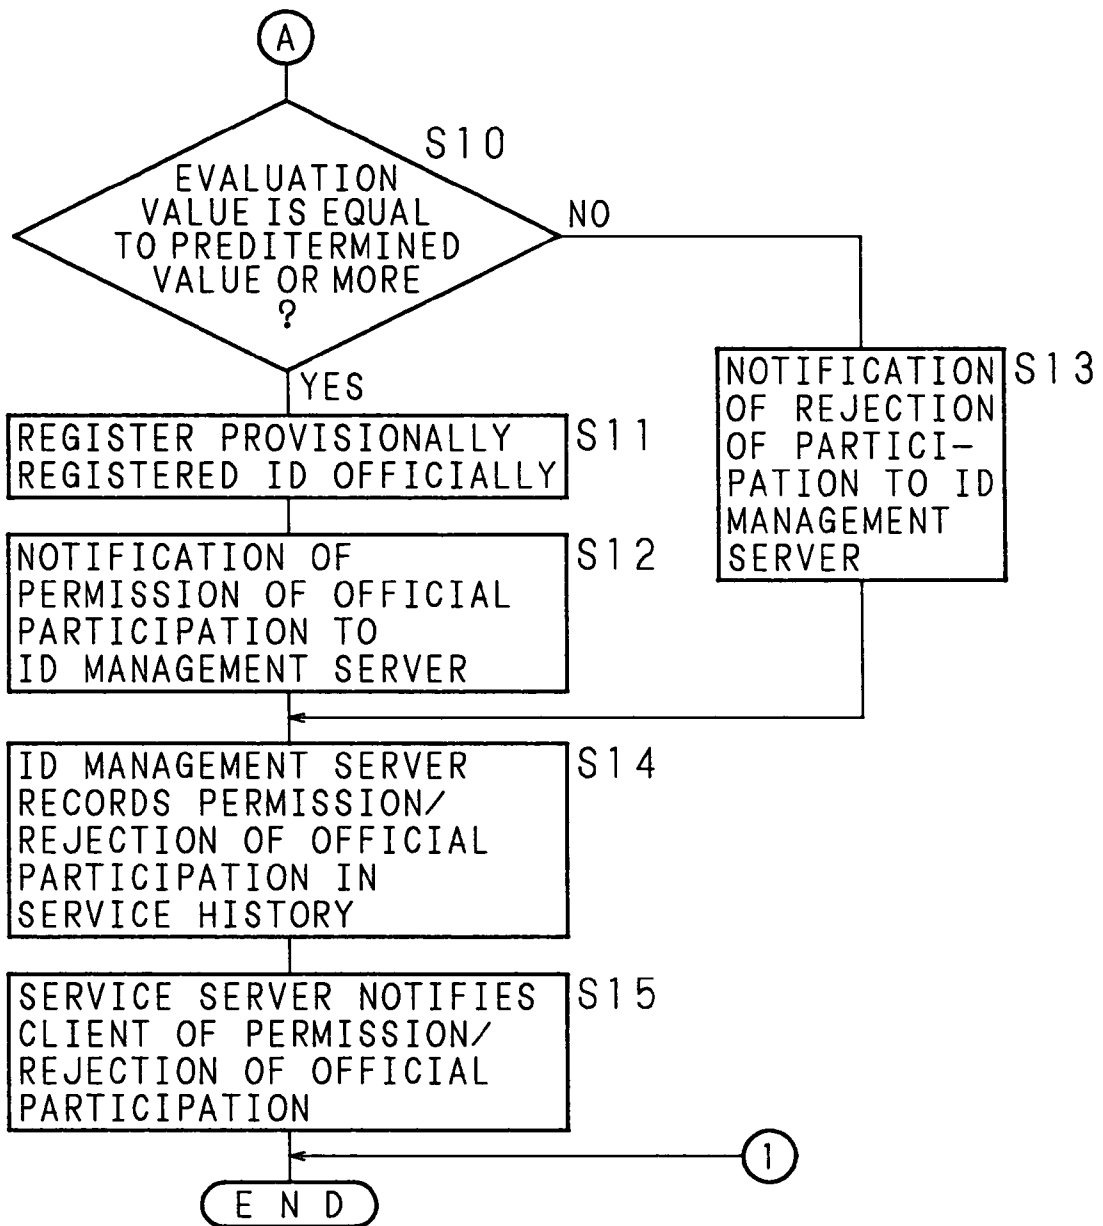 A
S10
EVALUATION
VALUE IS EQUAL
TO PREDITERMINED
VALUE OR MORE
?
NO
YES
REGISTER PROVISIONALLY
REGISTERED ID OFFICIALLY
S11
NOTIFICATION OF
PERMISSION OF OFFICIAL
PARTICIPATION TO
ID MANAGEMENT SERVER
S12
NOTIFICATION
OF REJECTION
OF PARTICI-
PATION TO ID
MANAGEMENT
SERVER
S13
ID MANAGEMENT SERVER
RECORDS PERMISSION/
REJECTION OF OFFICIAL
PARTICIPATION IN
SERVICE HISTORY
S14
SERVICE SERVER NOTIFIES
CLIENT OF PERMISSION/
REJECTION OF OFFICIAL
PARTICIPATION
S15
1
END